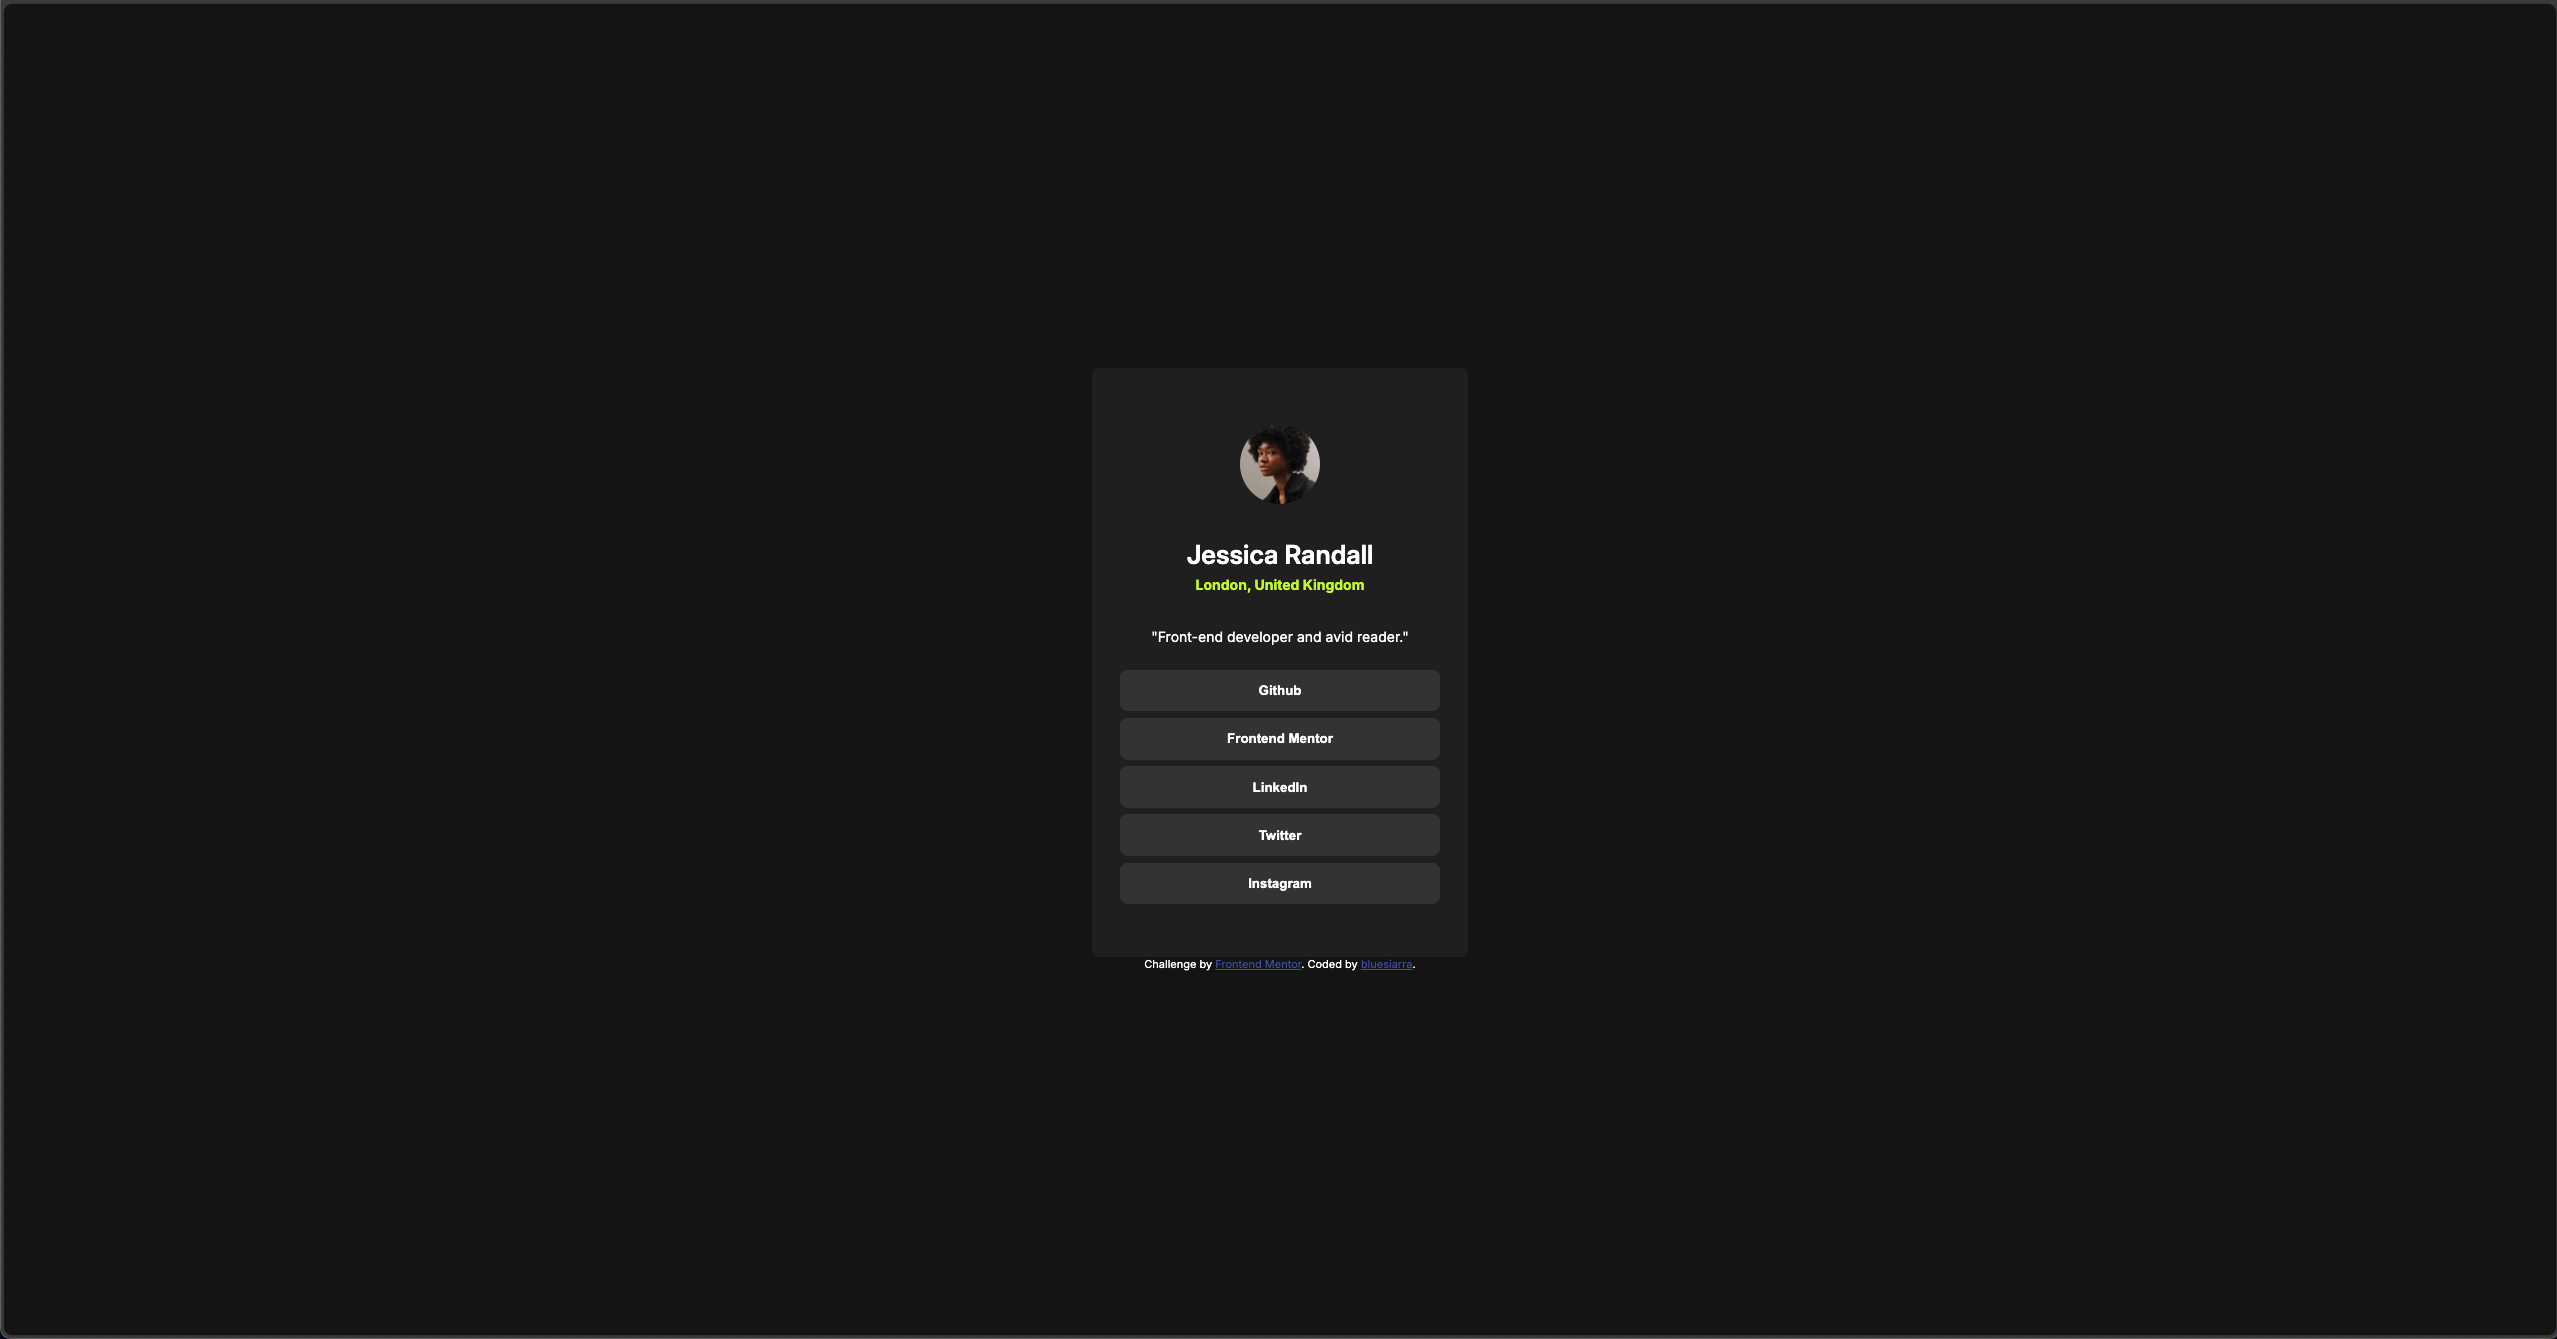 Jessica Randall
London, United Kingdom
"Front-end developer and avid reader."
Github
Frontend Mentor
LinkedIn
Twitter
Instagram
Challenge by Frontend Mentor. Coded by bluesiarra.